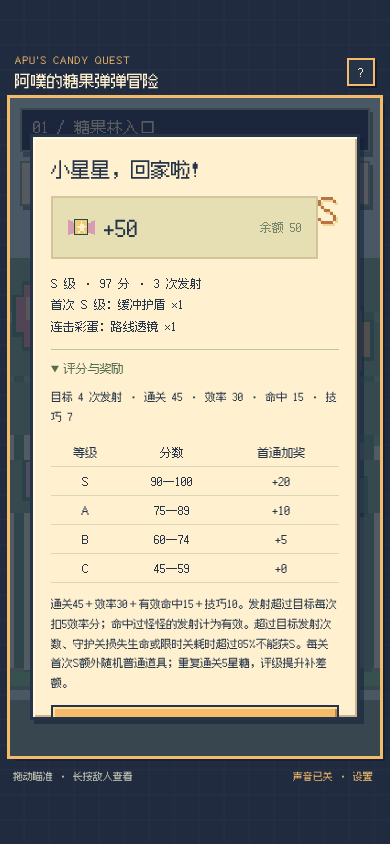 APU'S CANDY QUEST
阿噗的糖果弹弹冒险
?
01 / 糖果林入口
小星星，回家啦！
+50
余额 50
S
S 级 · 97 分 · 3 次发射
首次 S 级：缓冲护盾 ×1
连击彩蛋：路线透镜 ×1
▼ 评分与奖励
目标 4 次发射 · 通关 45 · 效率 30 · 命中 15 · 技
巧 7
等级 分数 首通加奖
S 90—100 +20
A 75—89 +10
B 60—74 +5
C 45—59 +0
通关45＋效率30＋有效命中15＋技巧10。发射超过目标每次
扣5效率分；命中过怪怪的发射计为有效。超过目标发射次
数、守护关损失生命或限时关耗时超过85%不能获S。每关
首次S额外随机普通道具；重复通关5星糖，评级提升补差
额。
拖动瞄准 · 长按敌人查看
声音已关 · 设置